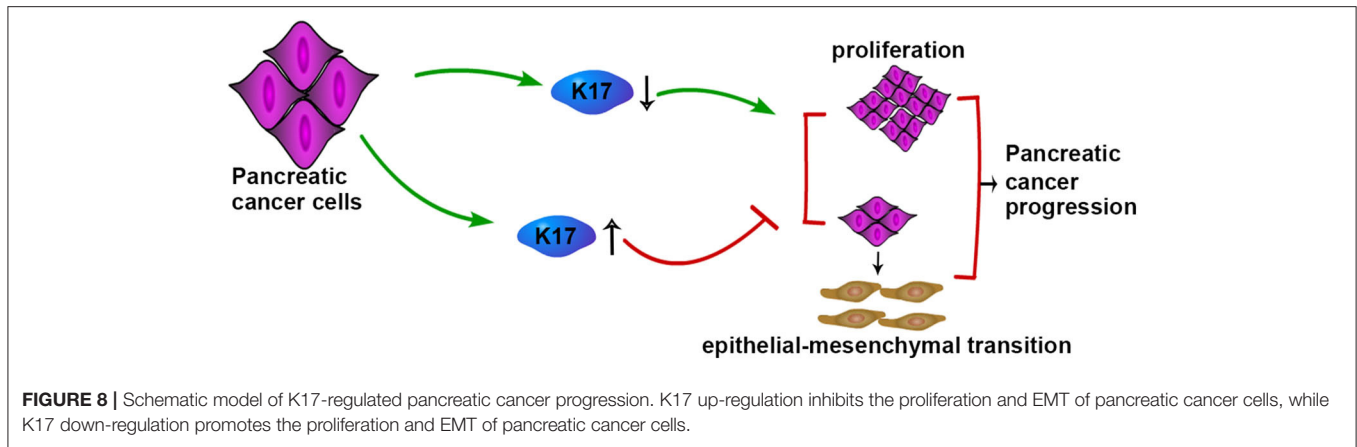 proliferation
K17
Pancreatic
cancer cells
Pancreatic
cancer
progression
K17
epithelial-mesenchymal transition
FIGURE 8 | Schematic model of K17-regulated pancreatic cancer progression. K17 up-regulation inhibits the proliferation and EMT of pancreatic cancer cells, while
K17 down-regulation promotes the proliferation and EMT of pancreatic cancer cells.